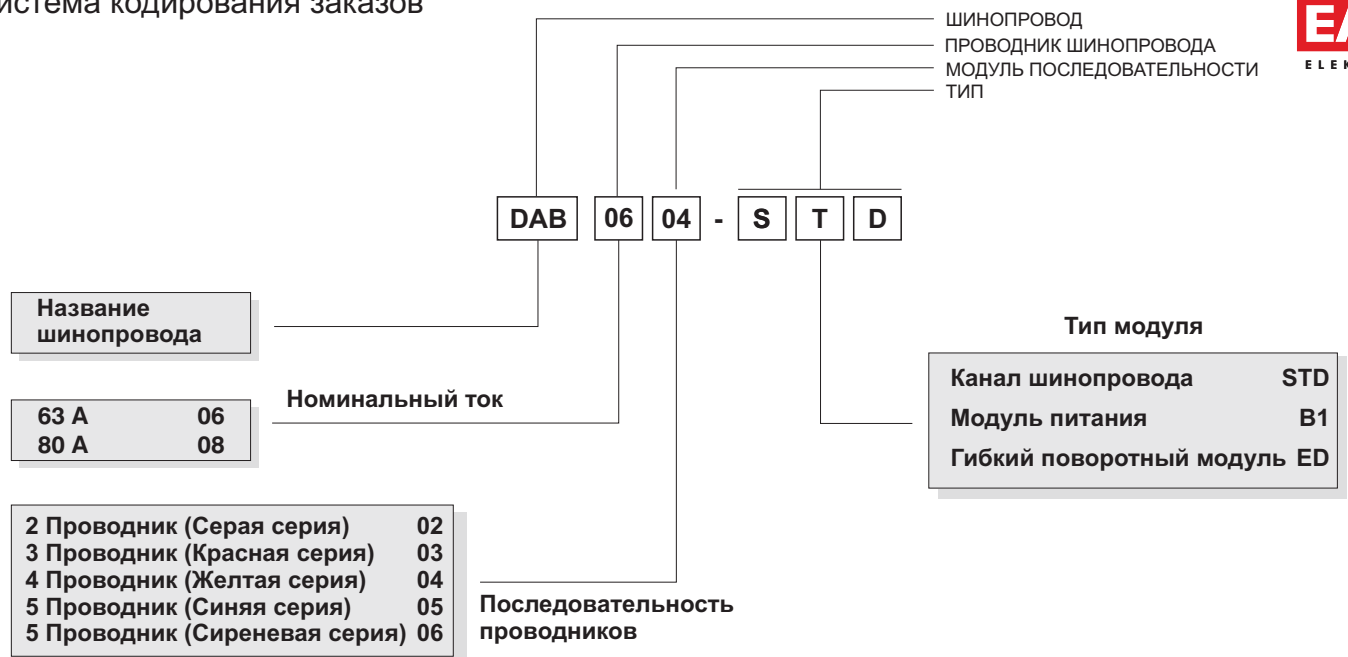 истема кодирования заказов
ШИНОПРОВОД
ПРОВОДНИК ШИНОПРОВОДА
МОДУЛЬ ПОСЛЕДОВАТЕЛЬНОСТИ
ТИП
DAB 06 04 - S T D
Название
шинопровода
Номинальный ток
63 A 06
80 A 08
2 Проводник (Серая серия) 02
3 Проводник (Красная серия) 03
4 Проводник (Желтая серия) 04
5 Проводник (Синяя серия) 05
5 Проводник (Сиреневая серия) 06
Последовательность
проводников
Тип модуля
Канал шинопровода STD
Модуль питания B1
Гибкий поворотный модуль ED